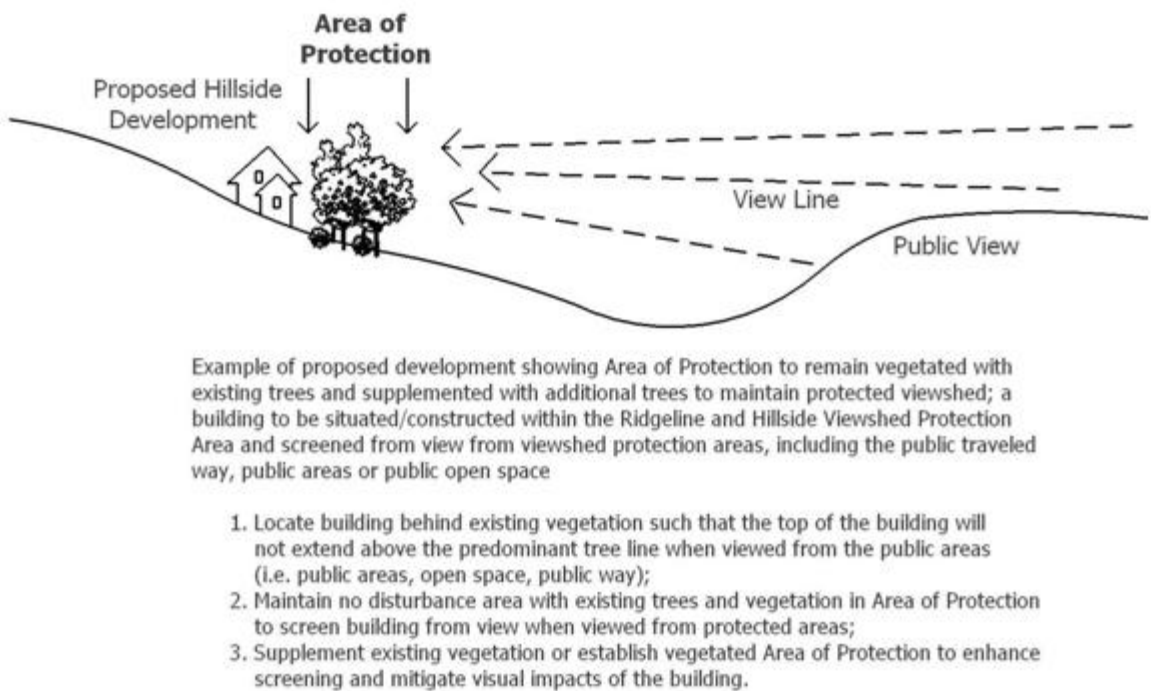 Area of
Protection
Proposed Hillside
Development
View Line
Public View
Example of proposed development showing Area of Protection to remain vegetated with
existing trees and supplemented with additional trees to maintain protected viewshed; a
building to be situated/constructed within the Ridgeline and Hillside Viewshed Protection
Area and screened from view from viewshed protection areas, including the public traveled
way, public areas or public open space
1. Locate building behind existing vegetation such that the top of the building will
not extend above the predominant tree line when viewed from the public areas
(i.e. public areas, open space, public way);
2. Maintain no disturbance area with existing trees and vegetation in Area of Protection
to screen building from view when viewed from protected areas;
3. Supplement existing vegetation or establish vegetated Area of Protection to enhance
screening and mitigate visual impacts of the building.